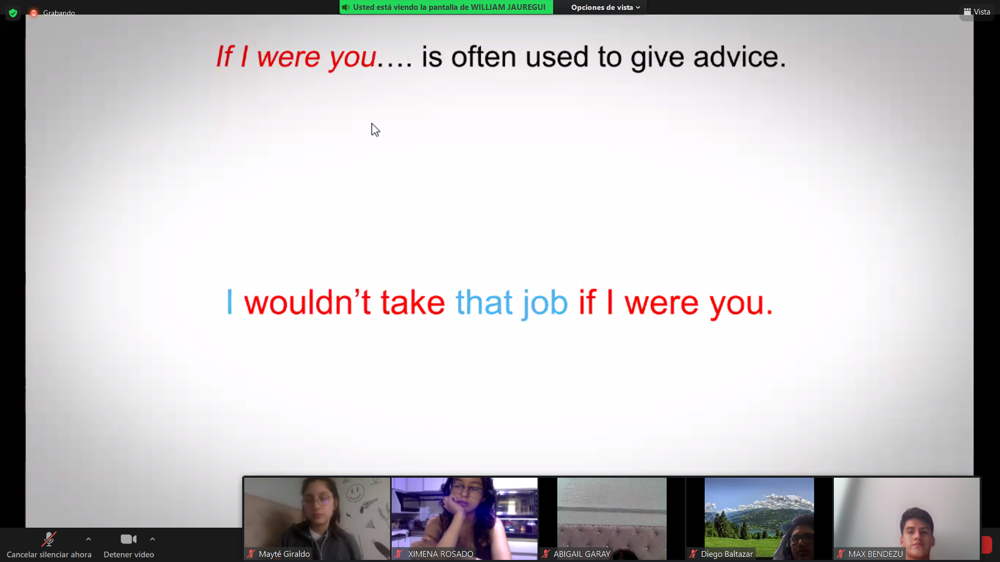 Grabando
Usted está viendo la pantalla de WILLIAM JAUREGUI
Opciones de vista
Vista
If I were you.... is often used to give advice.
I wouldn't take that job if I were you.
Mayté Giraldo
XIMENA ROSADO
ABIGAIL GARAY
Diego Baltazar
MAX BENDEZU
Cancelar silenciar ahora
Detener vídeo